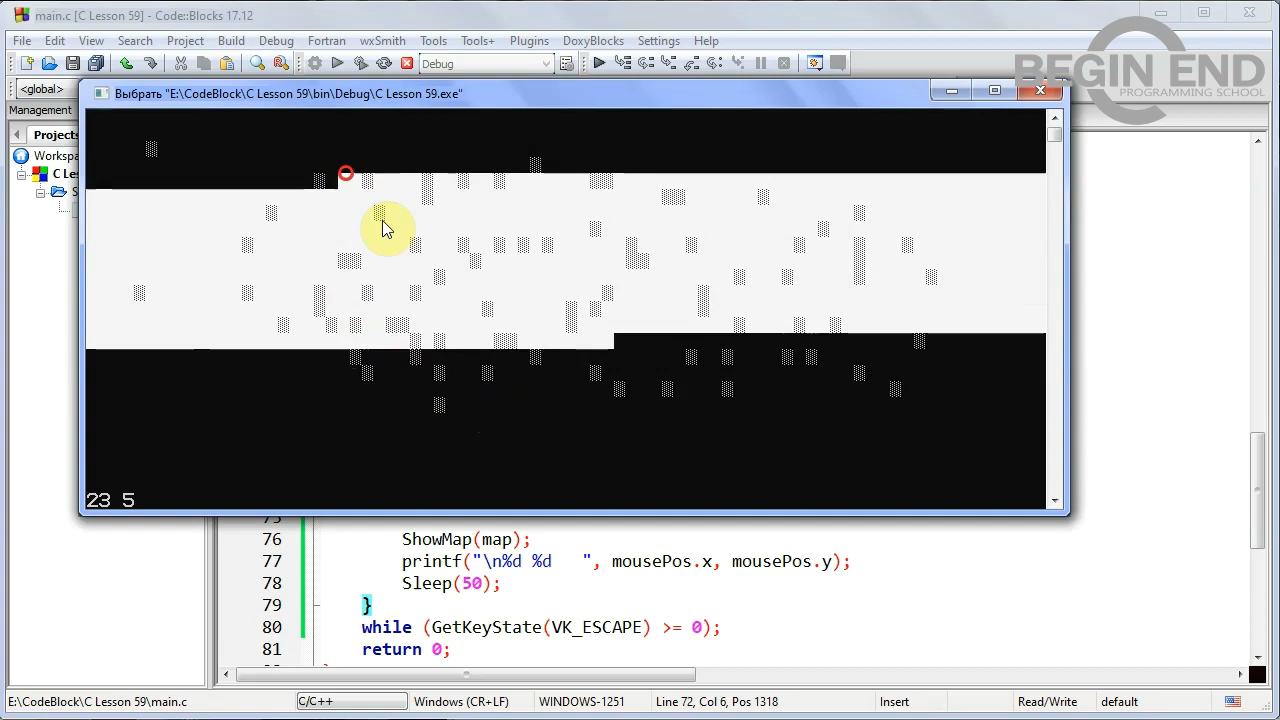 main.c [C Lesson 59] - Code::Blocks 17.12
File Edit View Search Project Build Debug Fortran wxSmith Tools Tools+ Plugins DoxyBlocks Settings Help
Debug
BEGIN END
PROGRAMMING SCHOOL
<global>
Выбрать "E:\CodeBlock\C Lesson 59\bin\Debug\C Lesson 59.exe"
Management
Projects
Workspa
C Les
S
23 5
75
76 ShowMap(map);
77 printf("\n%d %d   ", mousePos.x, mousePos.y);
78 Sleep(50);
79 }
80 while (GetKeyState(VK_ESCAPE) >= 0);
81 return 0;
E:\CodeBlock\C Lesson 59\main.c C/C++ Windows (CR+LF) WINDOWS-1251 Line 72, Col 6, Pos 1318 Insert Read/Write default